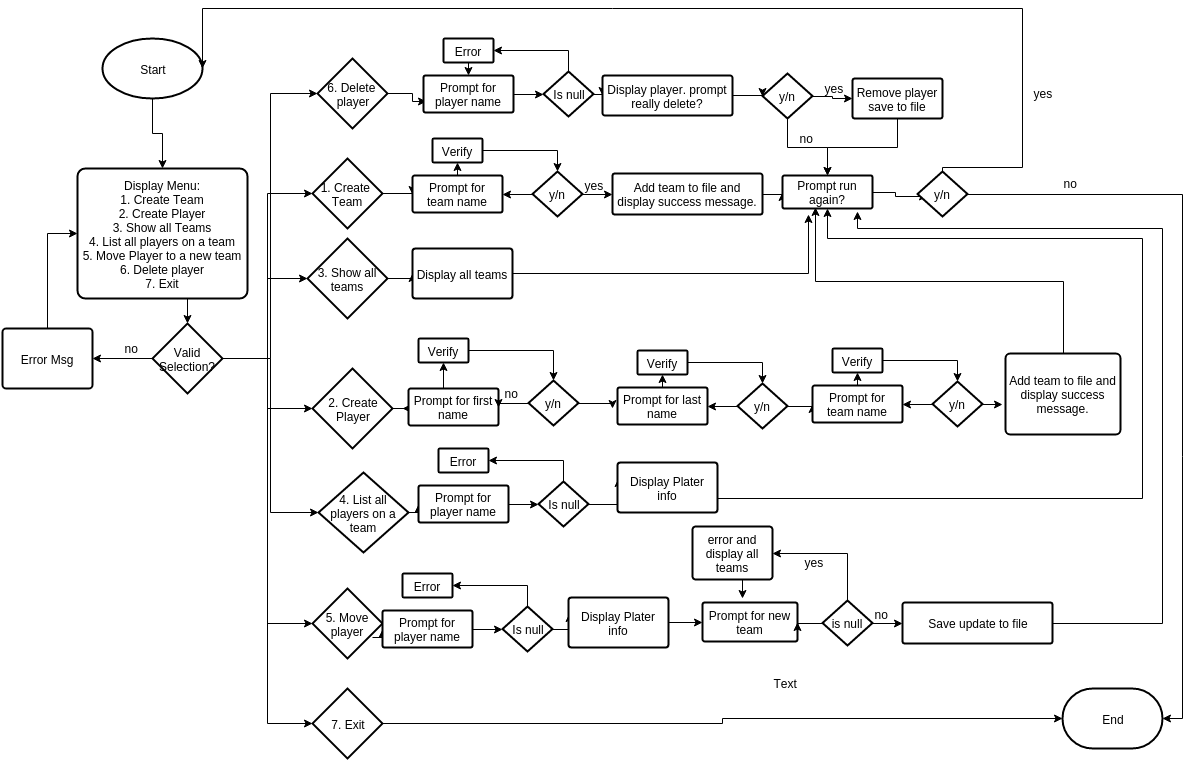 Start
Display Menu:
1. Create Team
2. Create Player
3. Show all Teams
4. List all players on a team
5. Move Player to a new team
6. Delete player
7. Exit
Valid
Selection?
no
Error Msg
6. Delete
player
Error
Prompt for
player name
Is null
Display player. prompt
really delete?
y/n
yes
Remove player
save to file
no
yes
1. Create
Team
Verify
Prompt for
team name
y/n
yes
Add team to file and
display success message.
Prompt run
again?
y/n
no
3. Show all
teams
Display all teams
2. Create
Player
Verify
Prompt for first
name
no
y/n
Verify
Prompt for last
name
y/n
Verify
Prompt for
team name
y/n
Add team to file and
display success
message.
4. List all
players on a
team
Error
Prompt for
player name
Is null
Display Plater
info
5. Move
player
Error
Prompt for
player name
Is null
Display Plater
info
error and
display all
teams
yes
Prompt for new
team
is null
no
Save update to file
Text
7. Exit
End